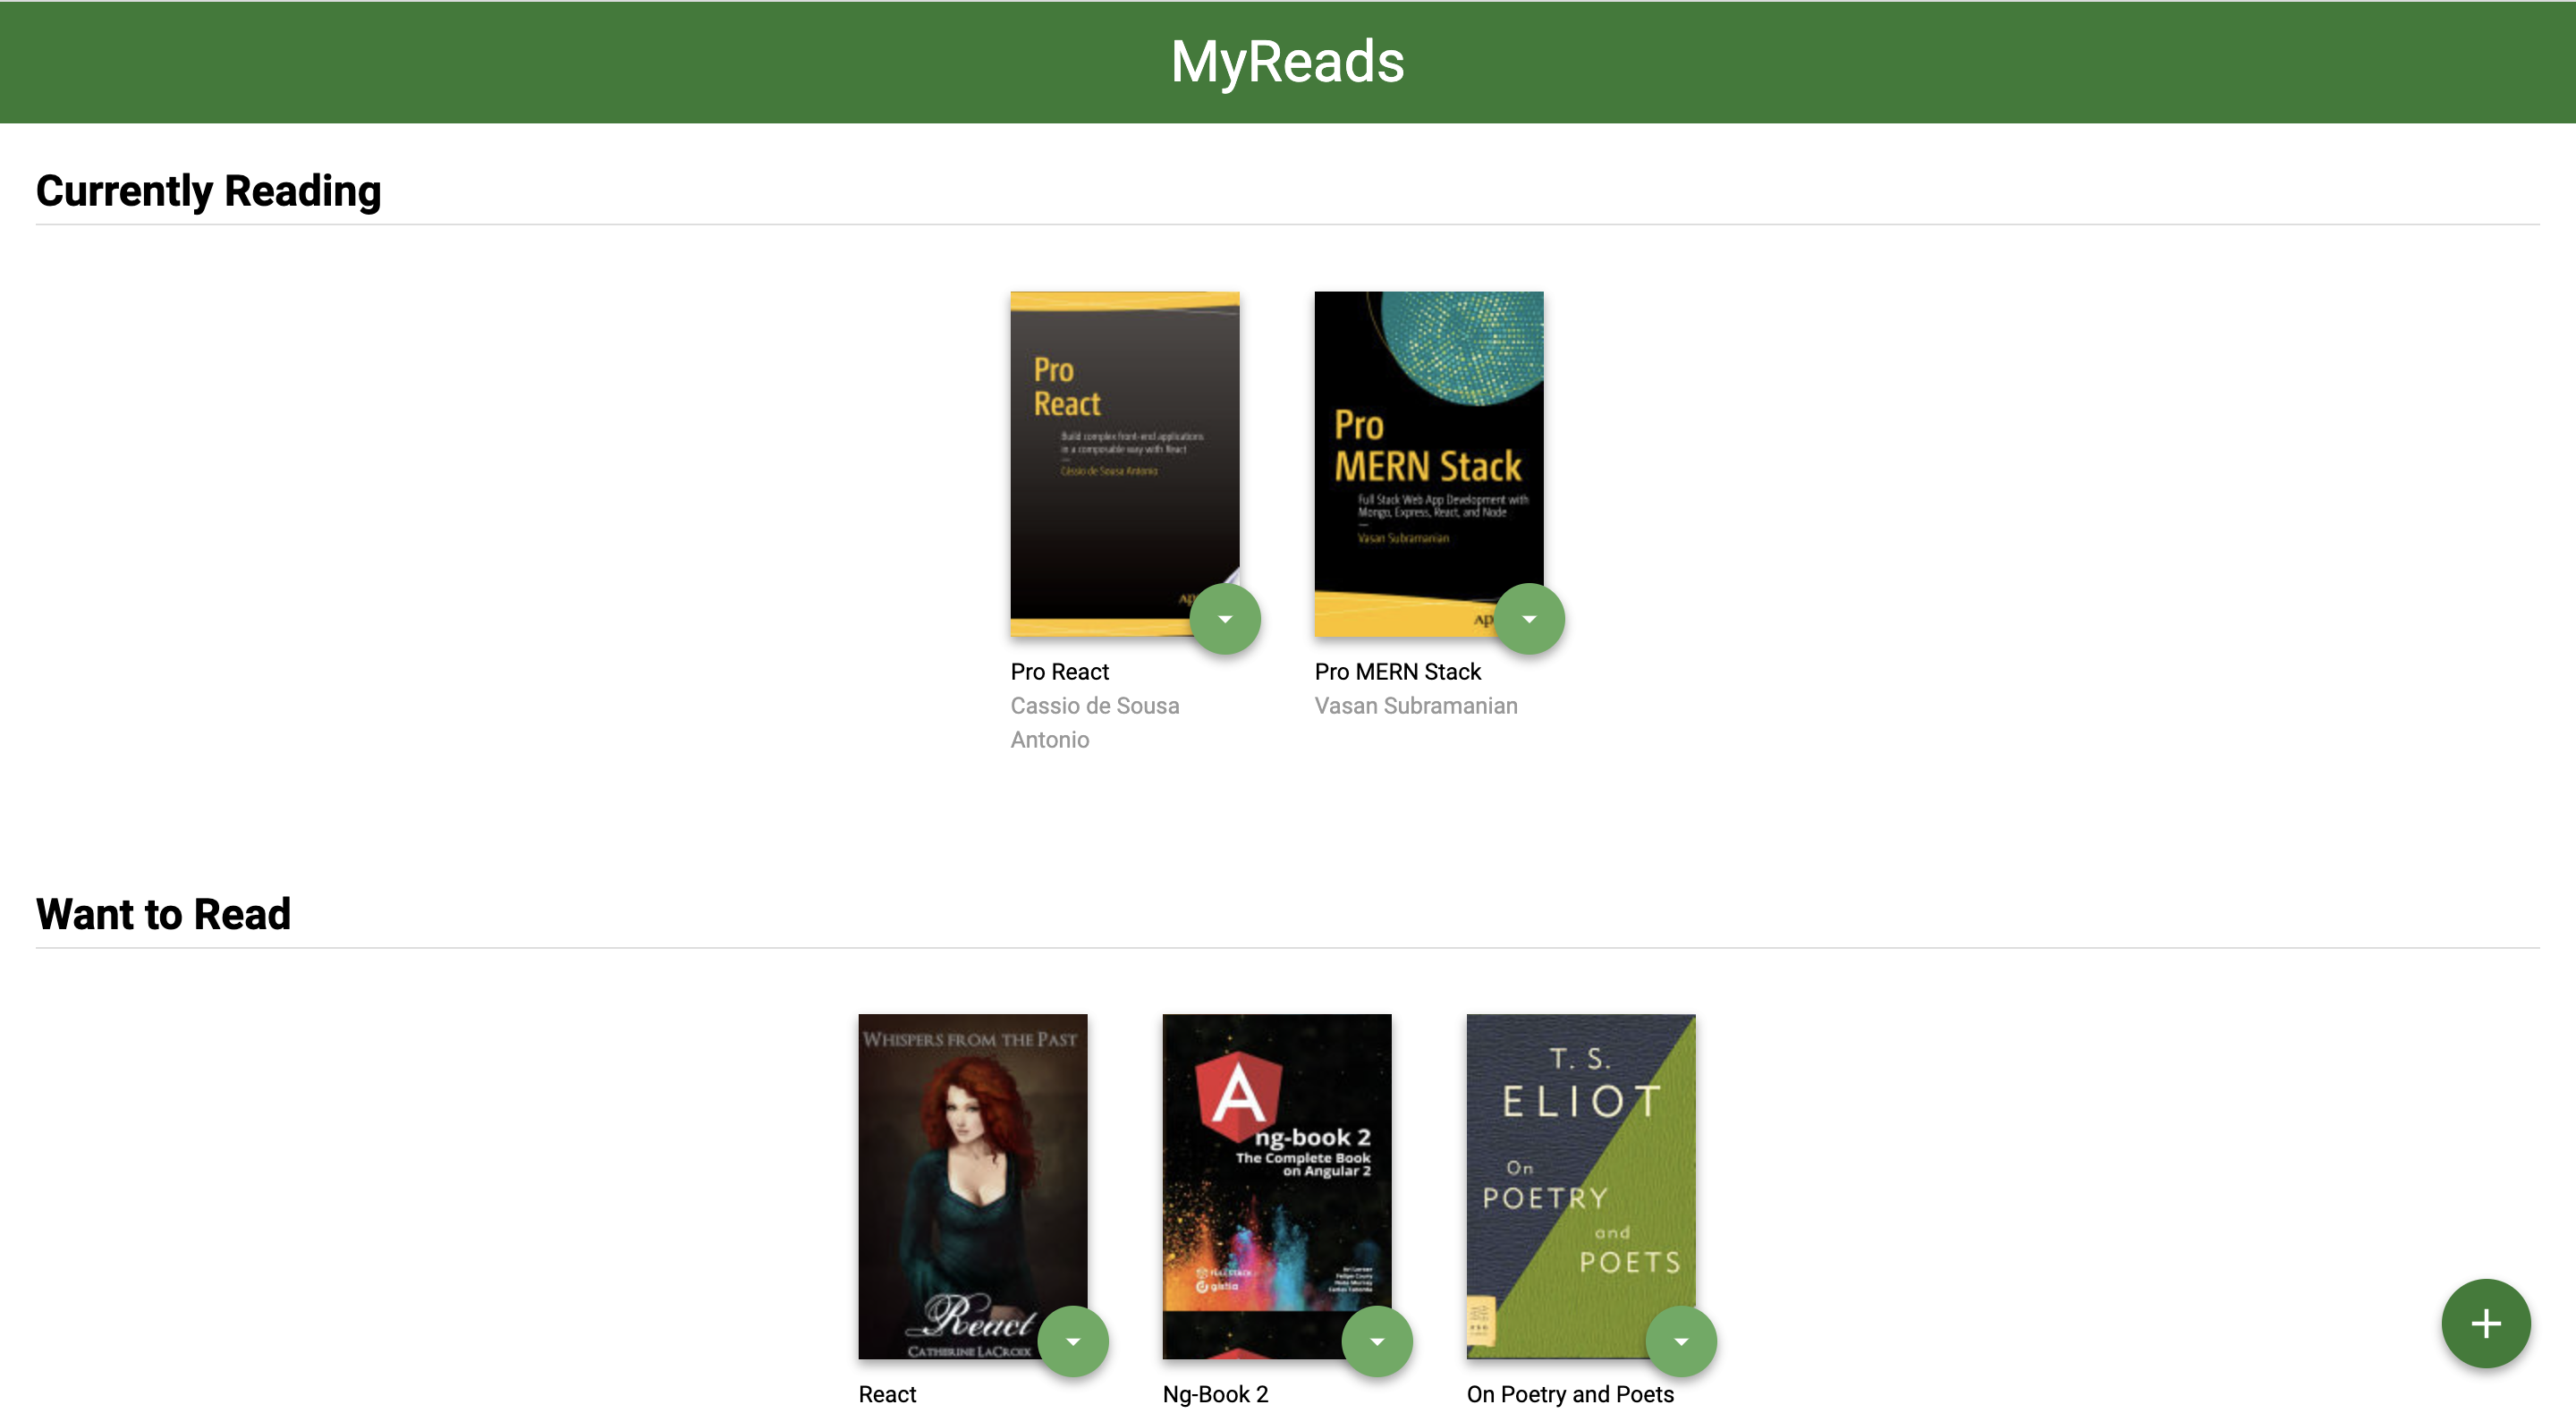 MyReads
Currently Reading
Pro
React
Build complex front-end applications
in a composable way with React
Cássio de Sousa Antonio
Pro
MERN Stack
Full Stack Web App Development with
Mongo, Express, React, and Node
Vasan Subramanian
Pro React
Cassio de Sousa
Antonio
Pro MERN Stack
Vasan Subramanian
Want to Read
WHISPERS FROM THE PAST
React
CATHERINE LACROIX
A
ng-book 2
The Complete Book
on Angular 2
gistia
T. S.
ELIOT
On
POETRY
and
POETS
React
Ng-Book 2
On Poetry and Poets